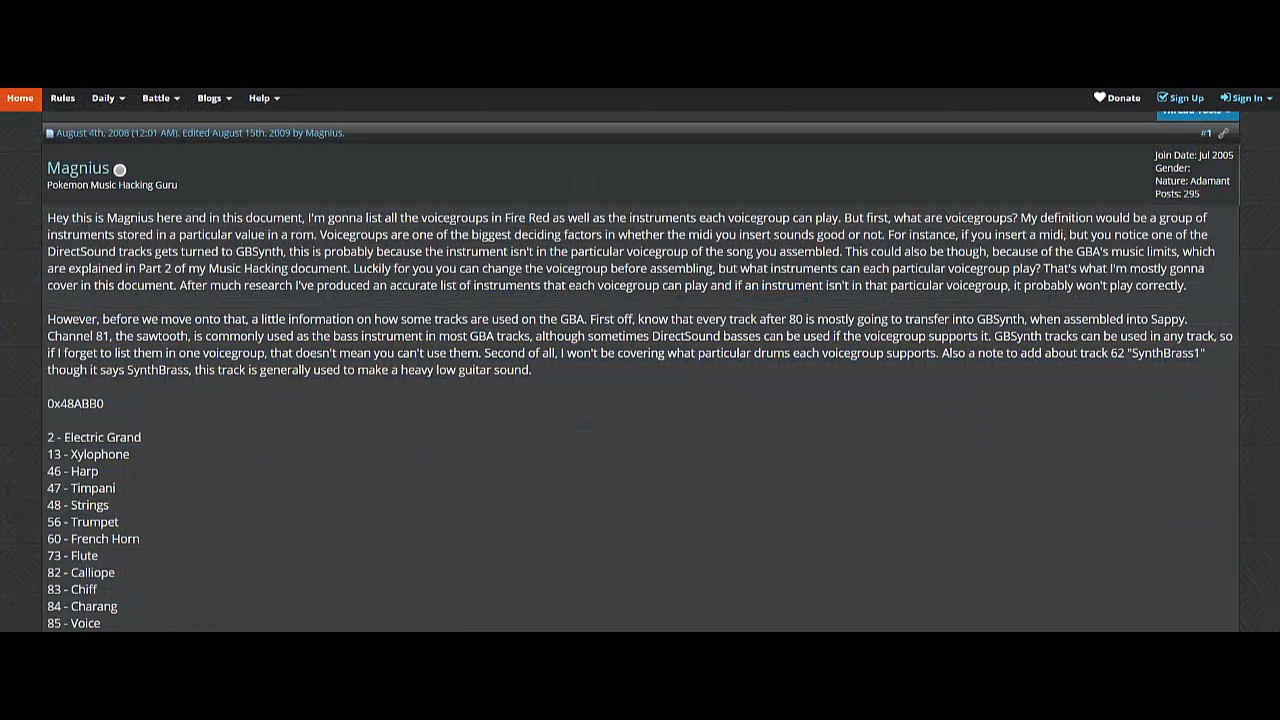 Home Rules Daily Battle Blogs Help Donate Sign Up Sign In
August 4th, 2008 (12:01 AM). Edited August 15th, 2009 by Magnius. #1
Join Date: Jul 2005
Magnius Gender:
Pokemon Music Hacking Guru Nature: Adamant
Posts: 295
Hey this is Magnius here and in this document, I'm gonna list all the voicegroups in Fire Red as well as the instruments each voicegroup can play. But first, what are voicegroups? My definition would be a group of
instruments stored in a particular value in a rom. Voicegroups are one of the biggest deciding factors in whether the midi you insert sounds good or not. For instance, if you insert a midi, but you notice one of the
DirectSound tracks gets turned to GBSynth, this is probably because the instrument isn't in the particular voicegroup of the song you assembled. This could also be though, because of the GBA's music limits, which
are explained in Part 2 of my Music Hacking document. Luckily for you you can change the voicegroup before assembling, but what instruments can each particular voicegroup play? That's what I'm mostly gonna
cover in this document. After much research I've produced an accurate list of instruments that each voicegroup can play and if an instrument isn't in that particular voicegroup, it probably won't play correctly.
However, before we move onto that, a little information on how some tracks are used on the GBA. First off, know that every track after 80 is mostly going to transfer into GBSynth, when assembled into Sappy.
Channel 81, the sawtooth, is commonly used as the bass instrument in most GBA tracks, although sometimes DirectSound basses can be used if the voicegroup supports it. GBSynth tracks can be used in any track, so
if I forget to list them in one voicegroup, that doesn't mean you can't use them. Second of all, I won't be covering what particular drums each voicegroup supports. Also a note to add about track 62 "SynthBrass1"
though it says SynthBrass, this track is generally used to make a heavy low guitar sound.
0x48ABB0
2 - Electric Grand
13 - Xylophone
46 - Harp
47 - Timpani
48 - Strings
56 - Trumpet
60 - French Horn
73 - Flute
82 - Calliope
83 - Chiff
84 - Charang
85 - Voice